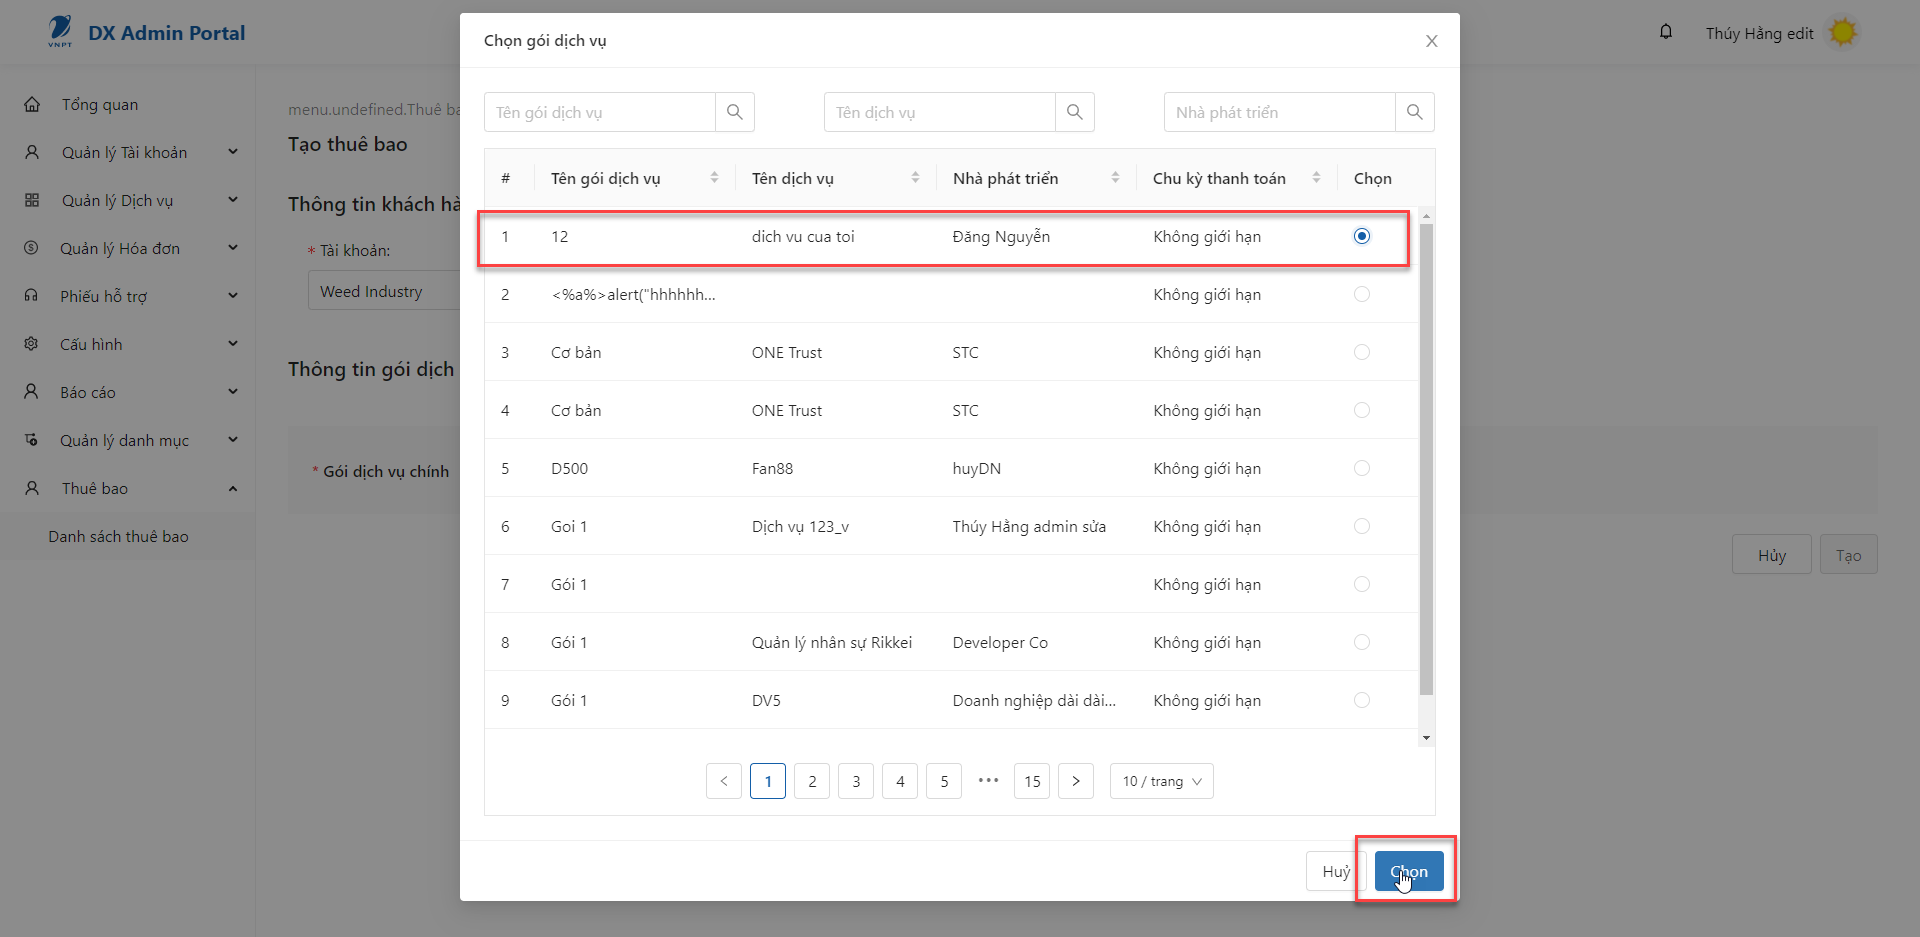 VNPT
DX Admin Portal
Thúy Hằng edit
Tổng quan
Quản lý Tài khoản
Quản lý Dịch vụ
Quản lý Hóa đơn
Phiếu hỗ trợ
Cấu hình
Báo cáo
Quản lý danh mục
Thuê bao
Danh sách thuê bao
menu.undefined.Thuê ba
Tạo thuê bao
Thông tin khách hà
* Tài khoản:
Weed Industry
Thông tin gói dịch
* Gói dịch vụ chính
Hủy Tạo
Chọn gói dịch vụ X
Tên gói dịch vụ Tên dịch vụ Nhà phát triển
# Tên gói dịch vụ Tên dịch vụ Nhà phát triển Chu kỳ thanh toán Chọn
1 12 dich vu cua toi Đăng Nguyễn Không giới hạn
2 <%a%>alert("hhhhhh... Không giới hạn
3 Cơ bản ONE Trust STC Không giới hạn
4 Cơ bản ONE Trust STC Không giới hạn
5 D500 Fan88 huyDN Không giới hạn
6 Goi 1 Dịch vụ 123_v Thúy Hằng admin sửa Không giới hạn
7 Gói 1 Không giới hạn
8 Gói 1 Quản lý nhân sự Rikkei Developer Co Không giới hạn
9 Gói 1 DV5 Doanh nghiệp dài dài... Không giới hạn
< 1 2 3 4 5 ••• 15 > 10 / trang
Huỷ Chọn